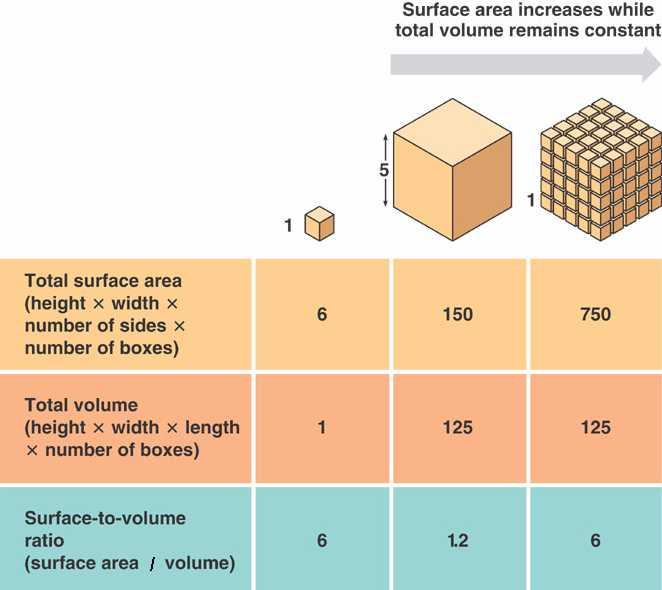 Surface area increases while
total volume remains constant
5
1
1
Total surface area
(height × width ×
number of sides ×
number of boxes)
6
150
750
Total volume
(height × width × length
× number of boxes)
1
125
125
Surface-to-volume
ratio
(surface area / volume)
6
1.2
6